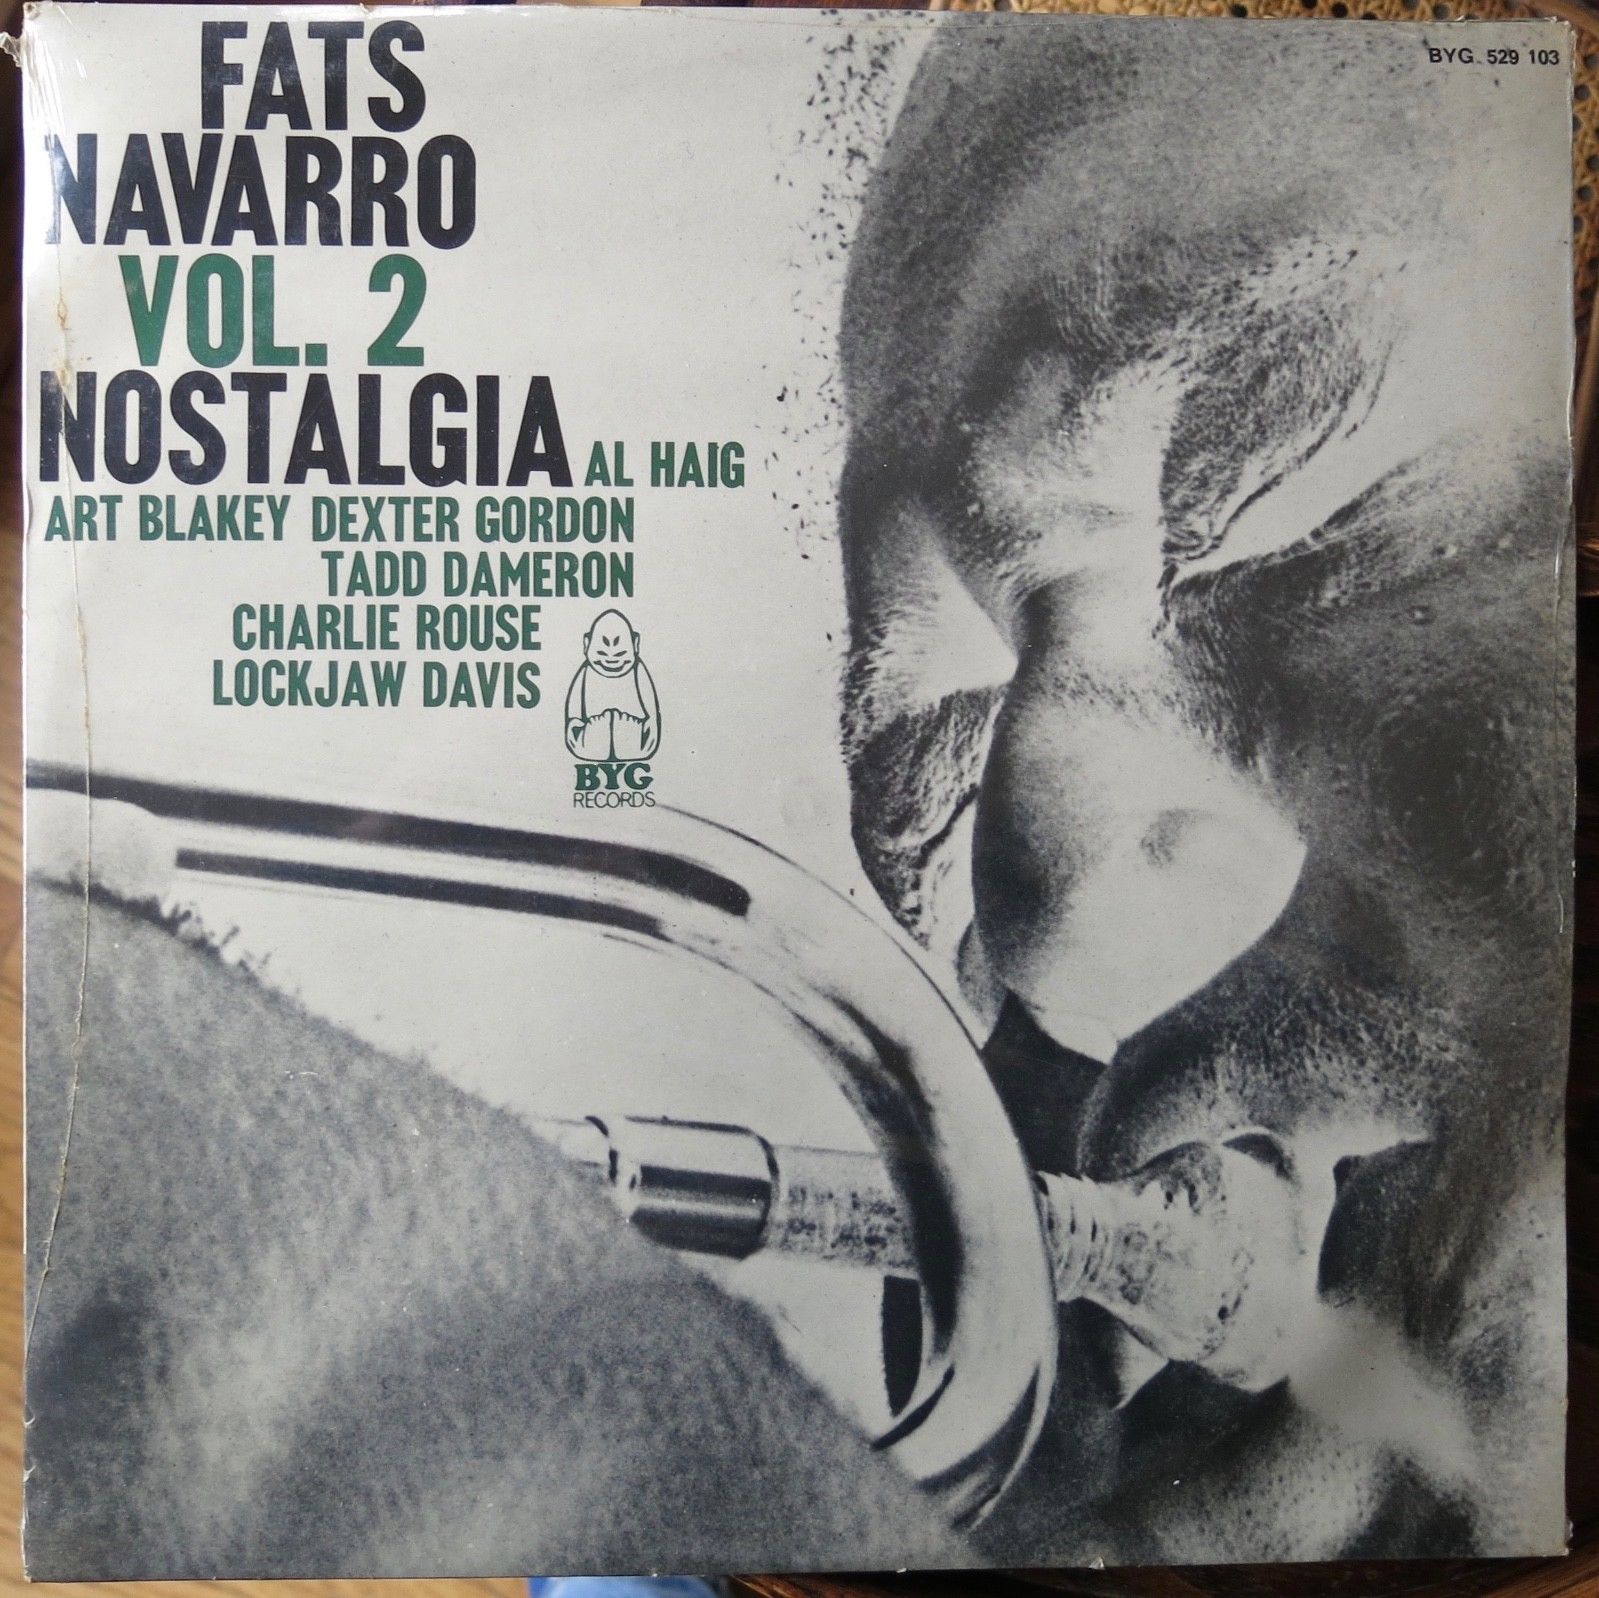 FATS
NAVARRO
VOL. 2
NOSTALGIA AL HAIG
ART BLAKEY DEXTER GORDON
TADD DAMERON
CHARLIE ROUSE
LOCKJAW DAVIS
BYG
RECORDS
BYG 529 103